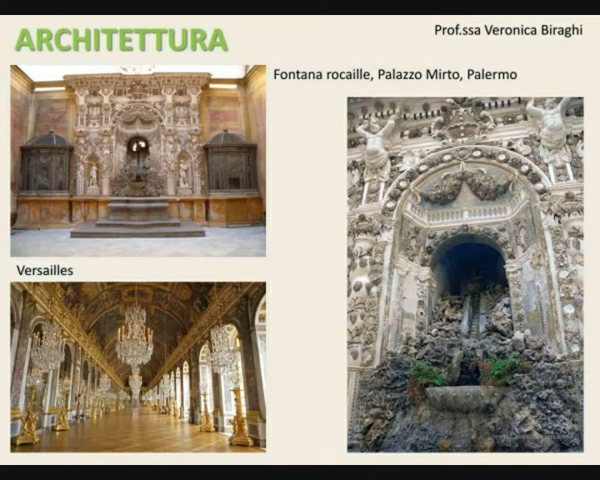 ARCHITETTURA
Prof.ssa Veronica Biraghi
Fontana rocaille, Palazzo Mirto, Palermo
Versailles